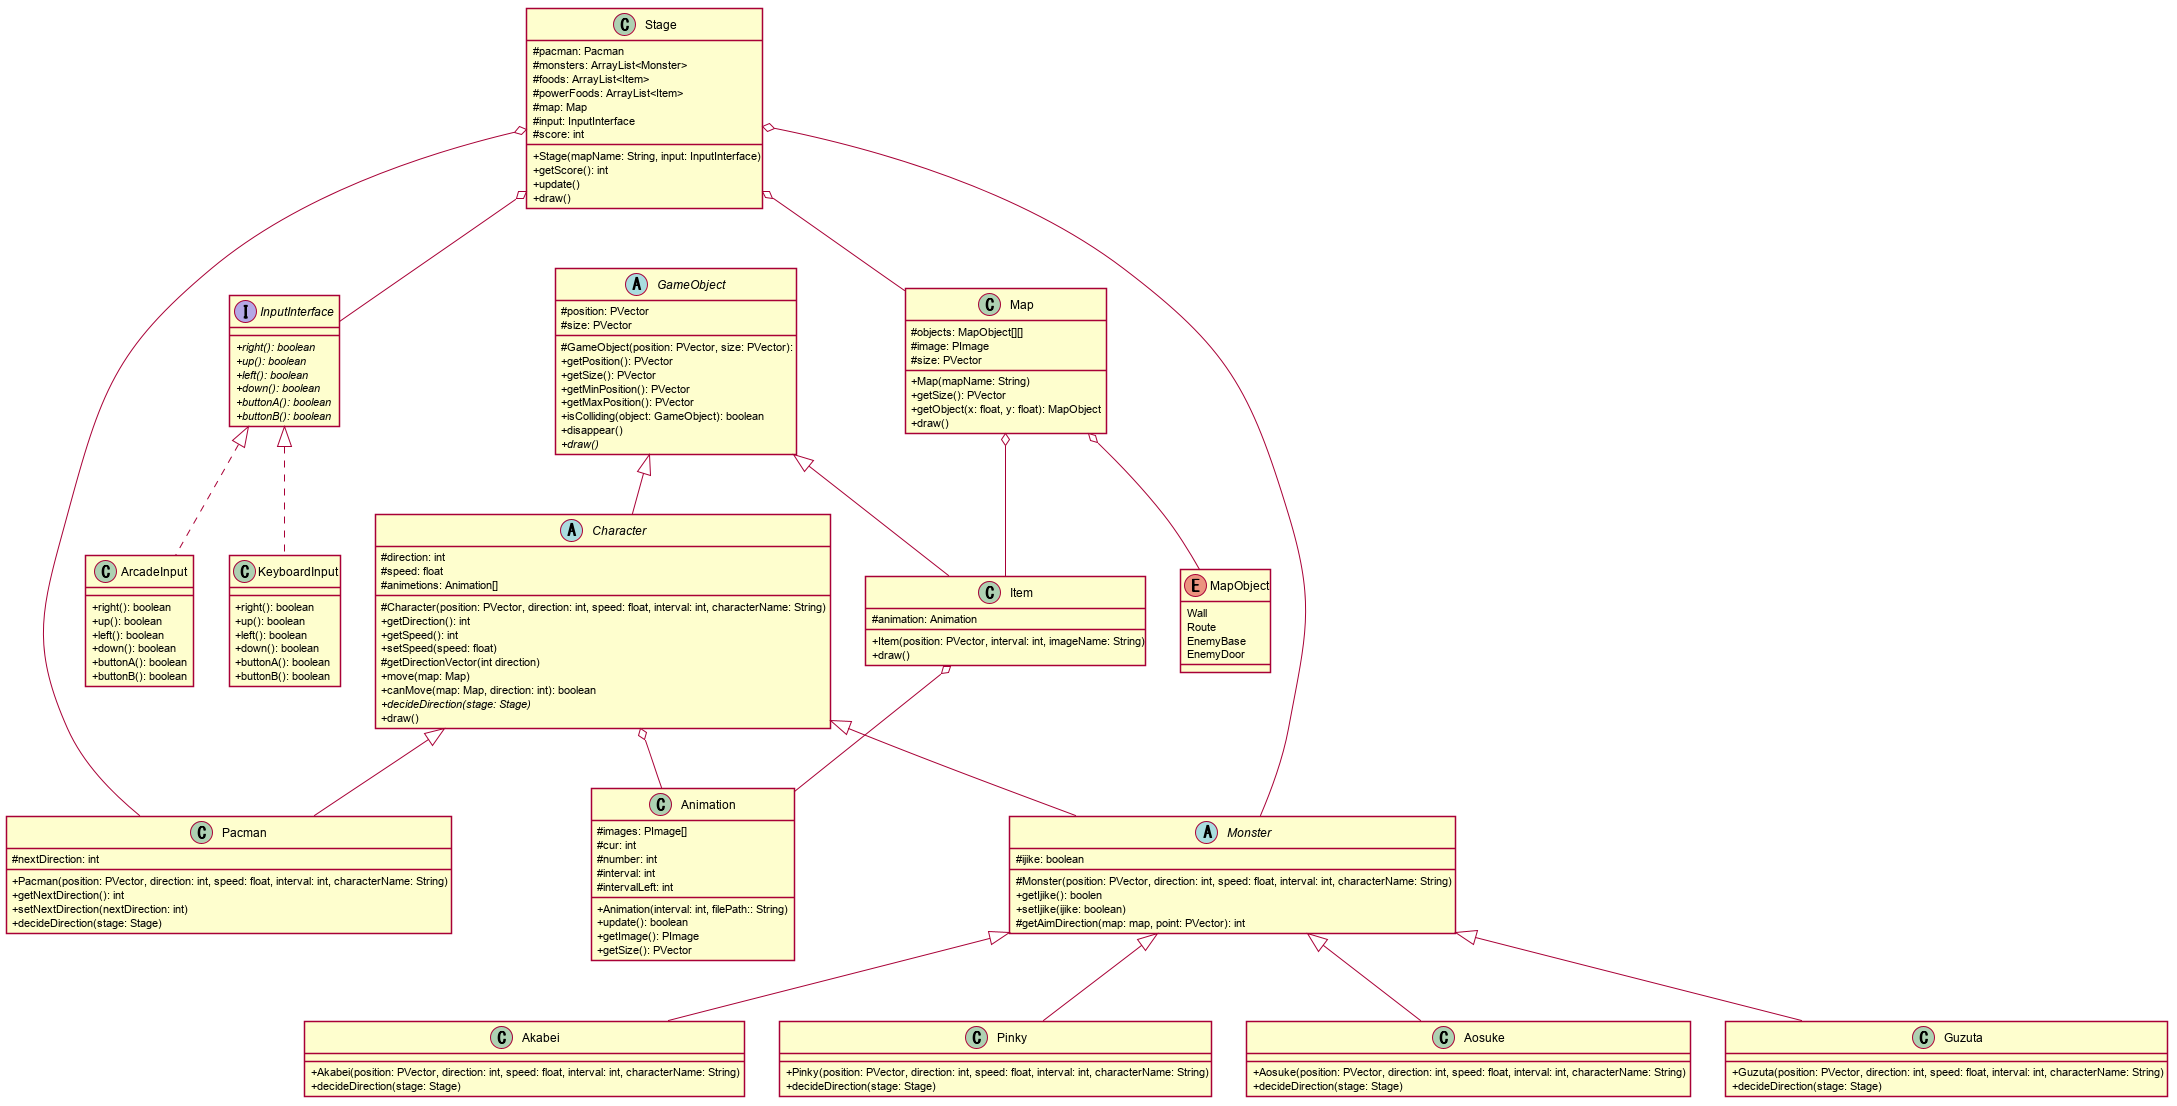 C Stage
#pacman: Pacman
#monsters: ArrayList<Monster>
#foods: ArrayList<Item>
#powerFoods: ArrayList<Item>
#map: Map
#input: InputInterface
#score: int
+Stage(mapName: String, input: InputInterface)
+getScore(): int
+update()
+draw()
I InputInterface
+right(): boolean
+up(): boolean
+left(): boolean
+down(): boolean
+buttonA(): boolean
+buttonB(): boolean
A GameObject
#position: PVector
#size: PVector
#GameObject(position: PVector, size: PVector):
+getPosition(): PVector
+getSize(): PVector
+getMinPosition(): PVector
+getMaxPosition(): PVector
+isColliding(object: GameObject): boolean
+disappear()
+draw()
C Map
#objects: MapObject[][]
#image: PImage
#size: PVector
+Map(mapName: String)
+getSize(): PVector
+getObject(x: float, y: float): MapObject
+draw()
C ArcadeInput
+right(): boolean
+up(): boolean
+left(): boolean
+down(): boolean
+buttonA(): boolean
+buttonB(): boolean
C KeyboardInput
+right(): boolean
+up(): boolean
+left(): boolean
+down(): boolean
+buttonA(): boolean
+buttonB(): boolean
A Character
#direction: int
#speed: float
#animetions: Animation[]
#Character(position: PVector, direction: int, speed: float, interval: int, characterName: String)
+getDirection(): int
+getSpeed(): int
+setSpeed(speed: float)
#getDirectionVector(int direction)
+move(map: Map)
+canMove(map: Map, direction: int): boolean
+decideDirection(stage: Stage)
+draw()
C Item
#animation: Animation
+Item(position: PVector, interval: int, imageName: String)
+draw()
E MapObject
Wall
Route
EnemyBase
EnemyDoor
C Pacman
#nextDirection: int
+Pacman(position: PVector, direction: int, speed: float, interval: int, characterName: String)
+getNextDirection(): int
+setNextDirection(nextDirection: int)
+decideDirection(stage: Stage)
C Animation
#images: PImage[]
#cur: int
#number: int
#interval: int
#intervalLeft: int
+Animation(interval: int, filePath:: String)
+update(): boolean
+getImage(): PImage
+getSize(): PVector
A Monster
#ijike: boolean
#Monster(position: PVector, direction: int, speed: float, interval: int, characterName: String)
+getIjike(): boolen
+setIjike(ijike: boolean)
#getAimDirection(map: map, point: PVector): int
C Akabei
+Akabei(position: PVector, direction: int, speed: float, interval: int, characterName: String)
+decideDirection(stage: Stage)
C Pinky
+Pinky(position: PVector, direction: int, speed: float, interval: int, characterName: String)
+decideDirection(stage: Stage)
C Aosuke
+Aosuke(position: PVector, direction: int, speed: float, interval: int, characterName: String)
+decideDirection(stage: Stage)
C Guzuta
+Guzuta(position: PVector, direction: int, speed: float, interval: int, characterName: String)
+decideDirection(stage: Stage)